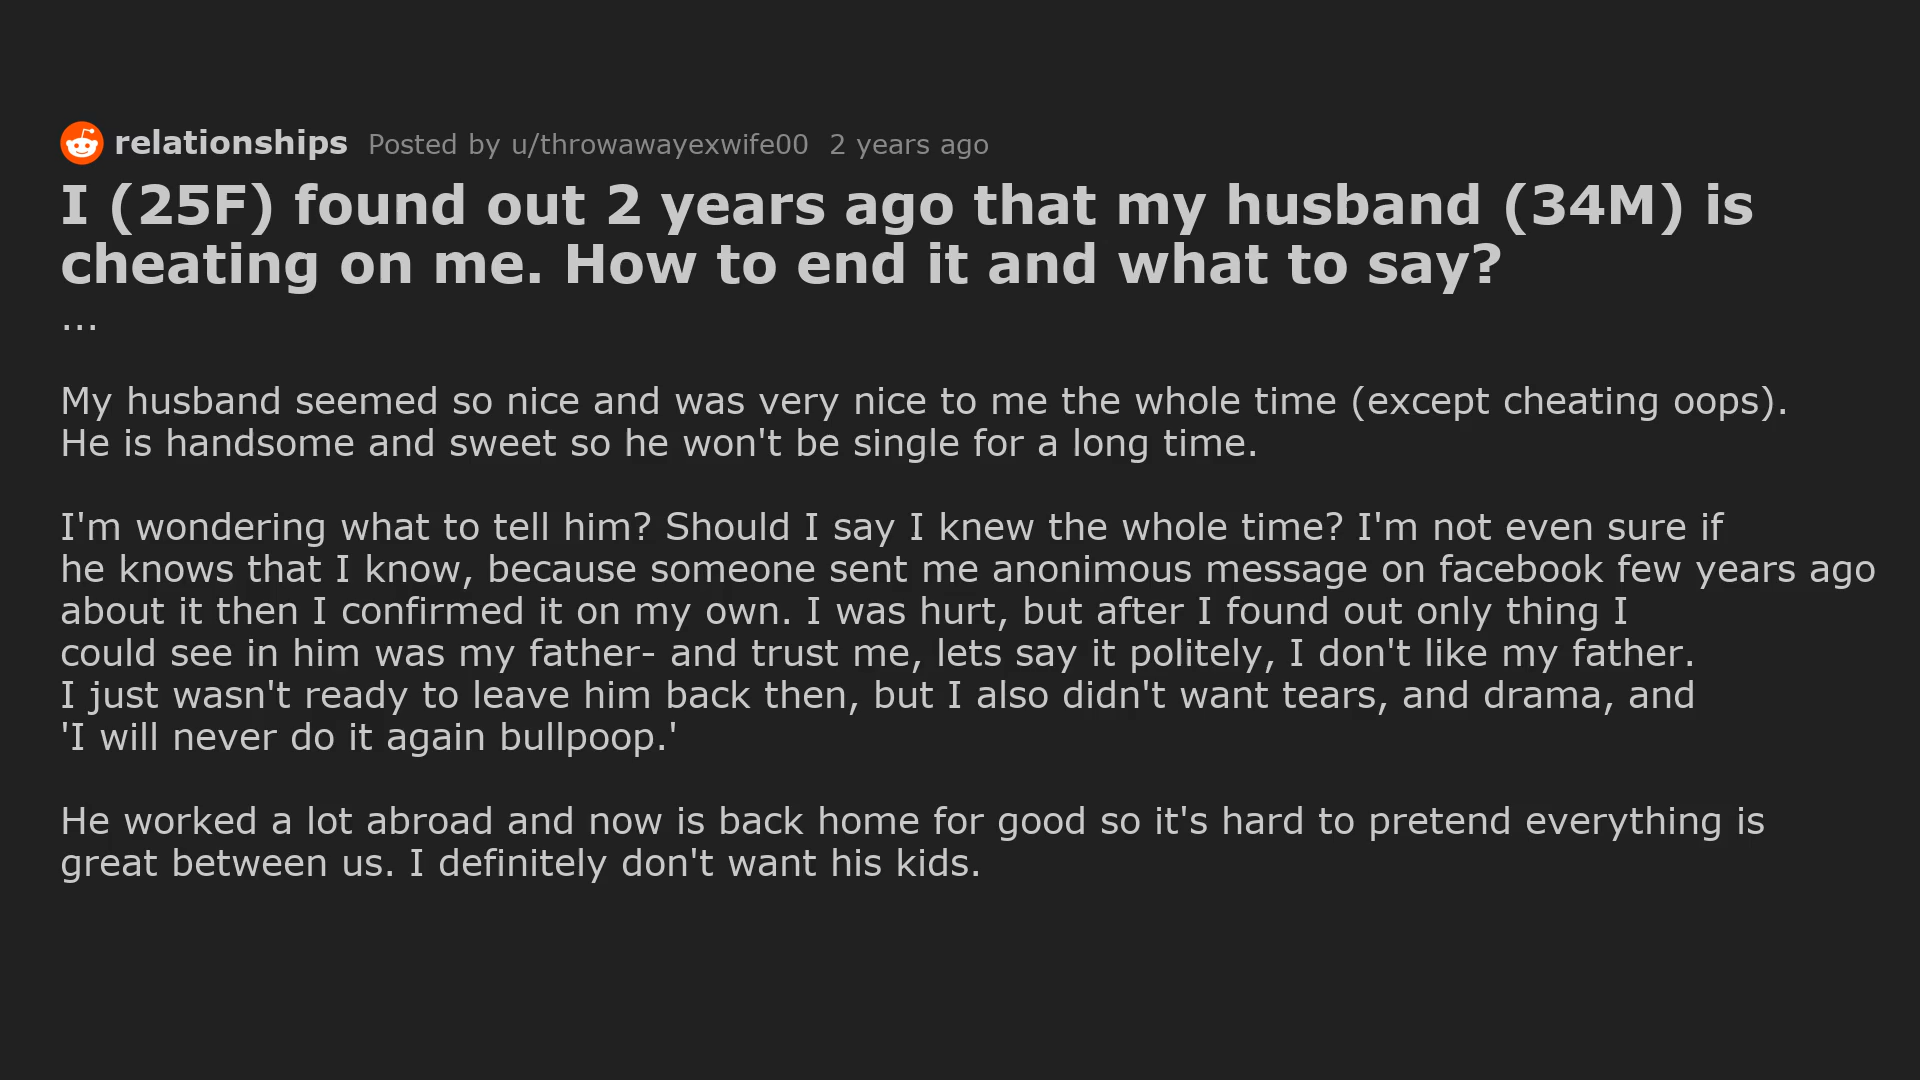 relationships Posted by u/throwawayexwife00 2 years ago
I (25F) found out 2 years ago that my husband (34M) is
cheating on me. How to end it and what to say?
...
My husband seemed so nice and was very nice to me the whole time (except cheating oops).
He is handsome and sweet so he won't be single for a long time.
I'm wondering what to tell him? Should I say I knew the whole time? I'm not even sure if
he knows that I know, because someone sent me anonimous message on facebook few years ago
about it then I confirmed it on my own. I was hurt, but after I found out only thing I
could see in him was my father- and trust me, lets say it politely, I don't like my father.
I just wasn't ready to leave him back then, but I also didn't want tears, and drama, and
'I will never do it again bullpoop.'
He worked a lot abroad and now is back home for good so it's hard to pretend everything is
great between us. I definitely don't want his kids.